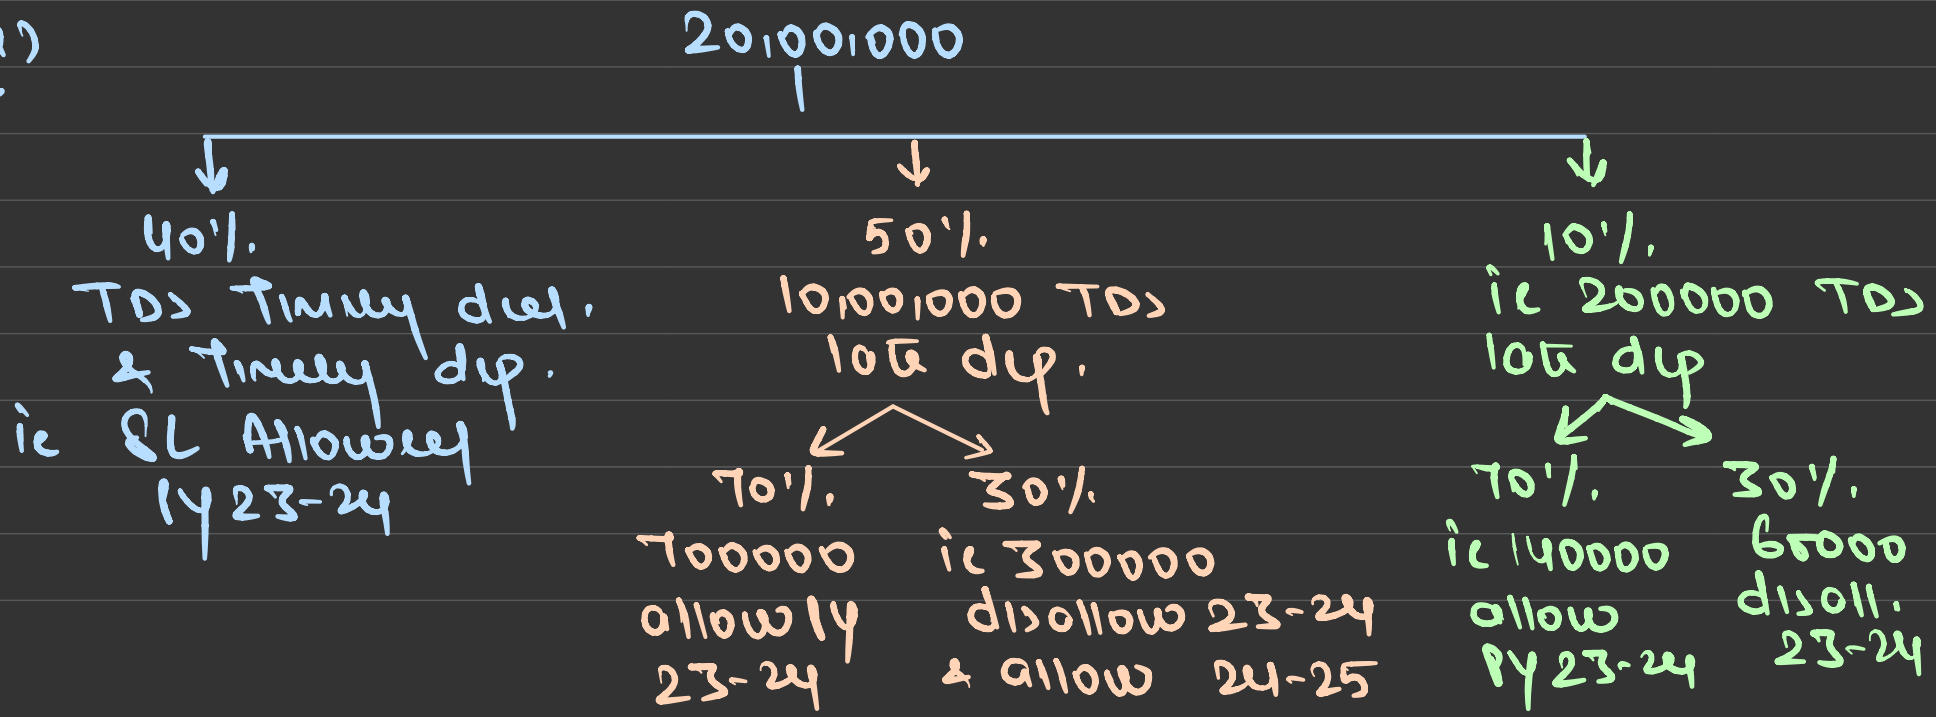 20,00,000
40%.
TDS Timely ded.
& Timely dep.
ie SL Allowed
PY 23-24
50%.
10,00,000 TDS
late dep.
70%.
700000
allow PY
23-24
30%.
ie 300000
disallow 23-24
& allow 24-25
10%.
ie 200000 TDS
late dep
70%.
ie 140000
allow
PY 23-24
30%.
60000
disall.
23-24